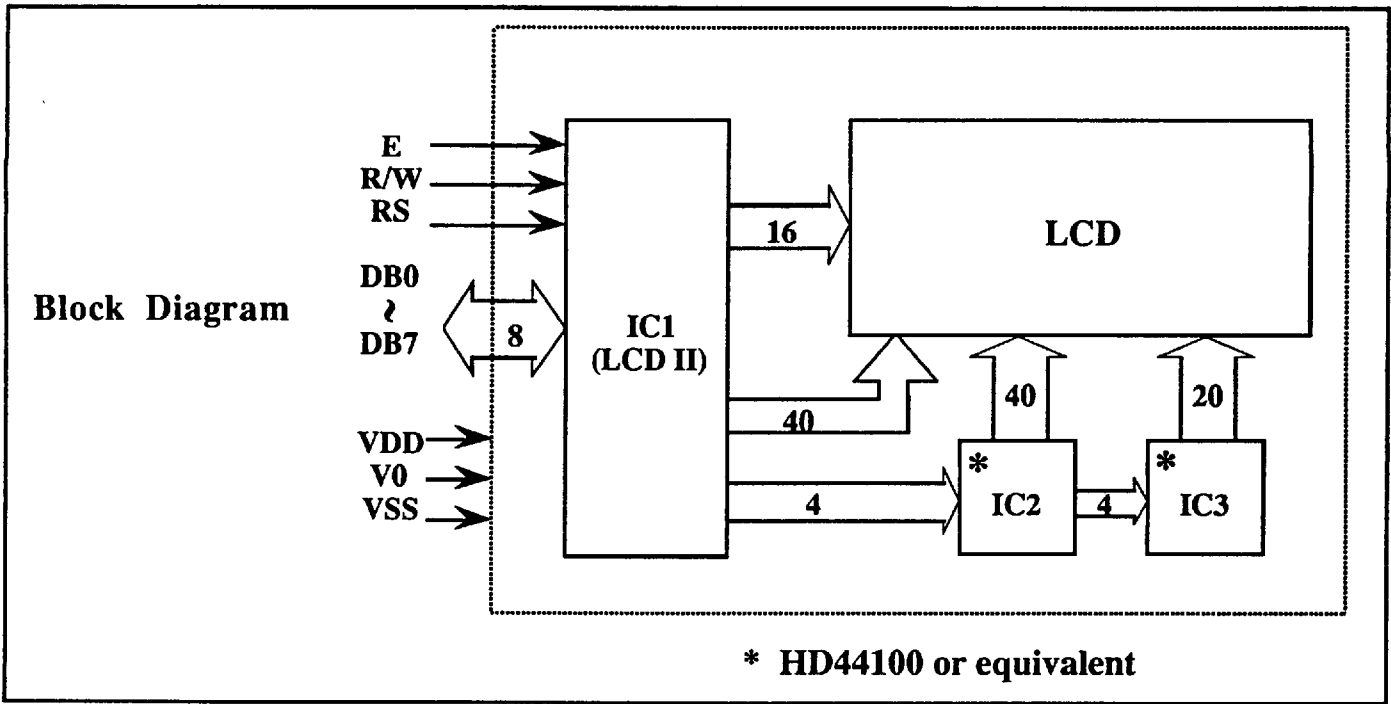 Block Diagram
E
R/W
RS
DB0
~
DB7
8
VDD
V0
VSS
IC1
(LCD II)
16
LCD
40
40
20
4
* IC2
4
* IC3
* HD44100 or equivalent